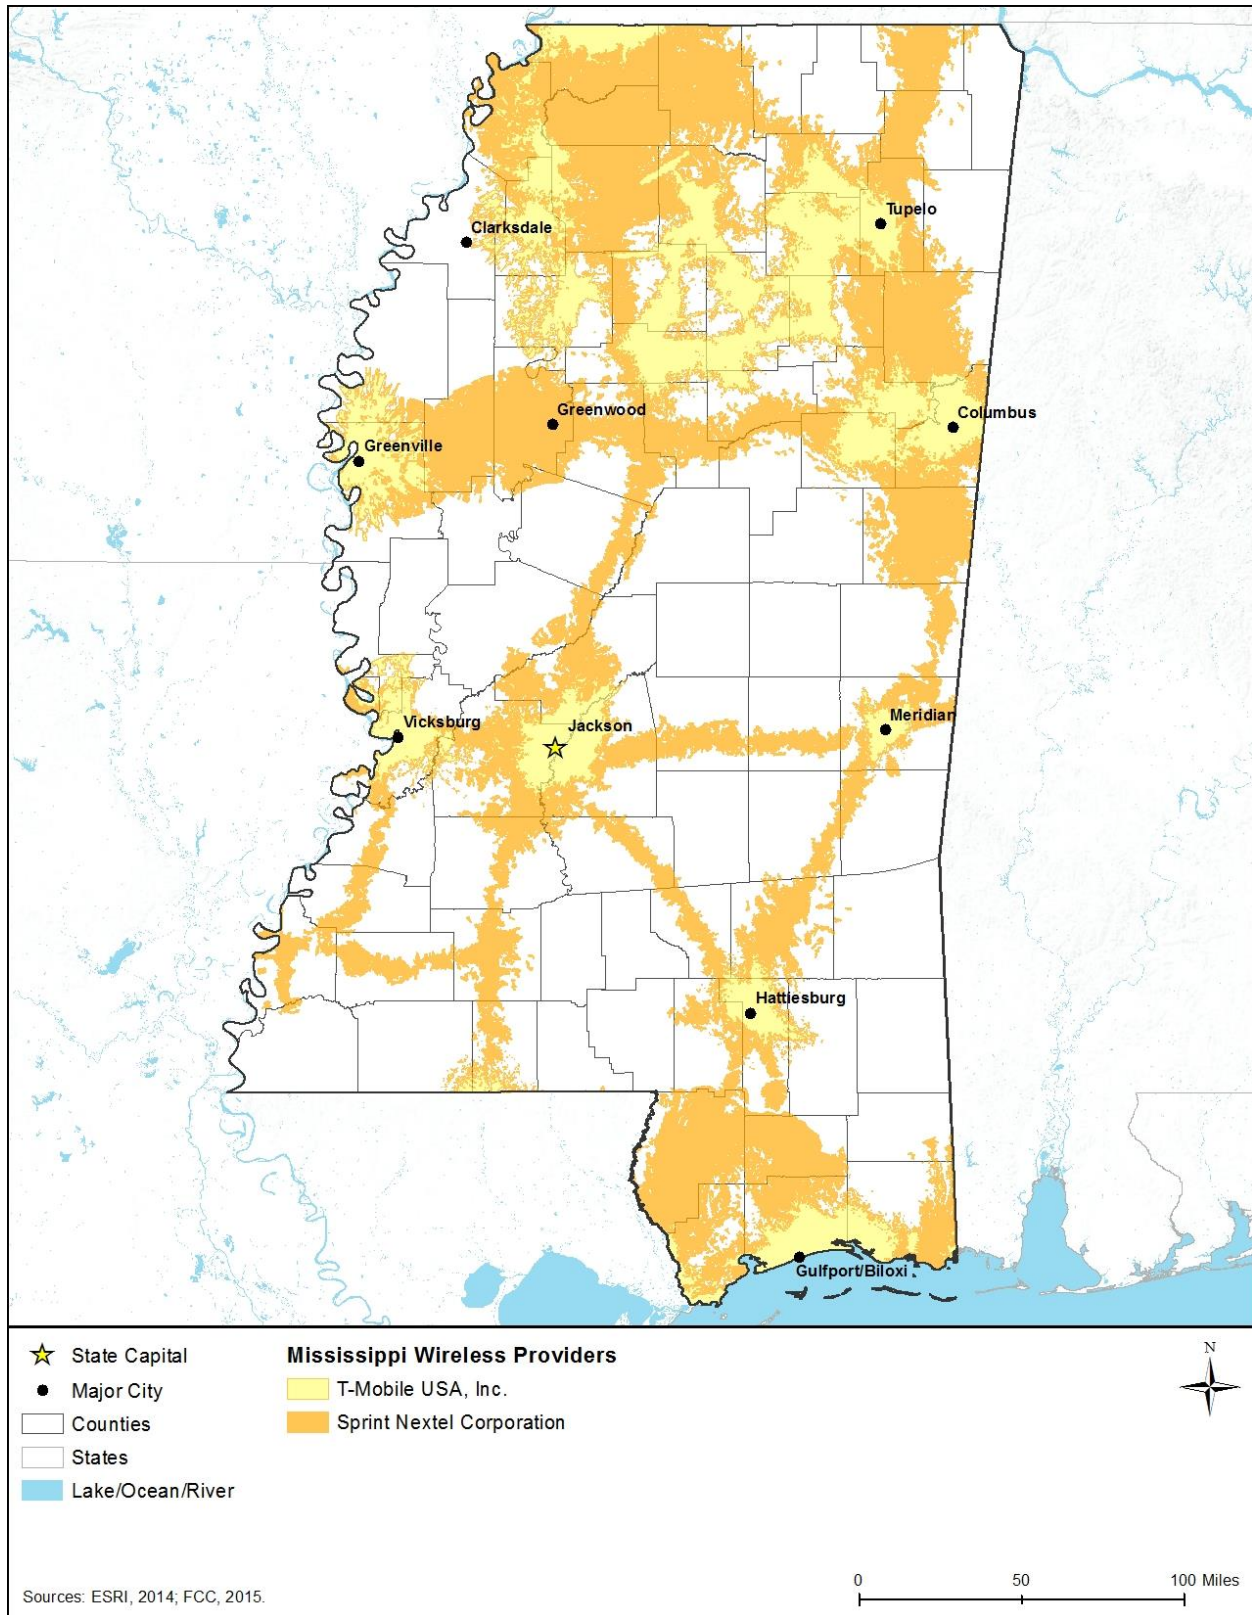 Clarksdale
Tupelo
Greenwood
Columbus
Greenville
Vicksburg
Jackson
Meridian
Hattiesburg
Gulfport/Biloxi
State Capital
Major City
Counties
States
Lake/Ocean/River
Mississippi Wireless Providers
T-Mobile USA, Inc.
Sprint Nextel Corporation
N
Sources: ESRI, 2014; FCC, 2015.
0 50 100 Miles